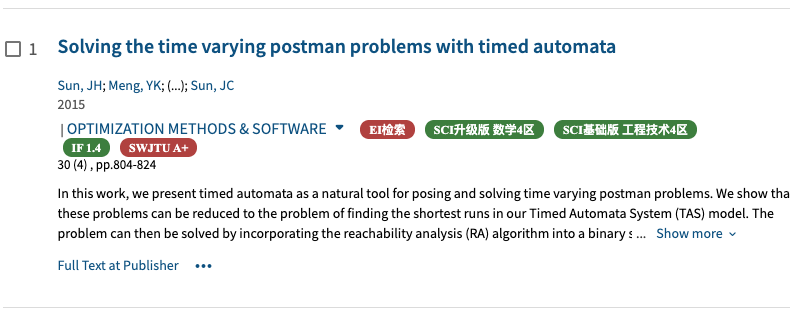 1 Solving the time varying postman problems with timed automata
Sun, JH; Meng, YK; (...); Sun, JC
2015
| OPTIMIZATION METHODS & SOFTWARE EI检索 SCI升级版 数学4区 SCI基础版 工程技术4区
IF 1.4 SWJTU A+
30 (4) , pp.804-824
In this work, we present timed automata as a natural tool for posing and solving time varying postman problems. We show tha
these problems can be reduced to the problem of finding the shortest runs in our Timed Automata System (TAS) model. The
problem can then be solved by incorporating the reachability analysis (RA) algorithm into a binary s ... Show more
Full Text at Publisher •••